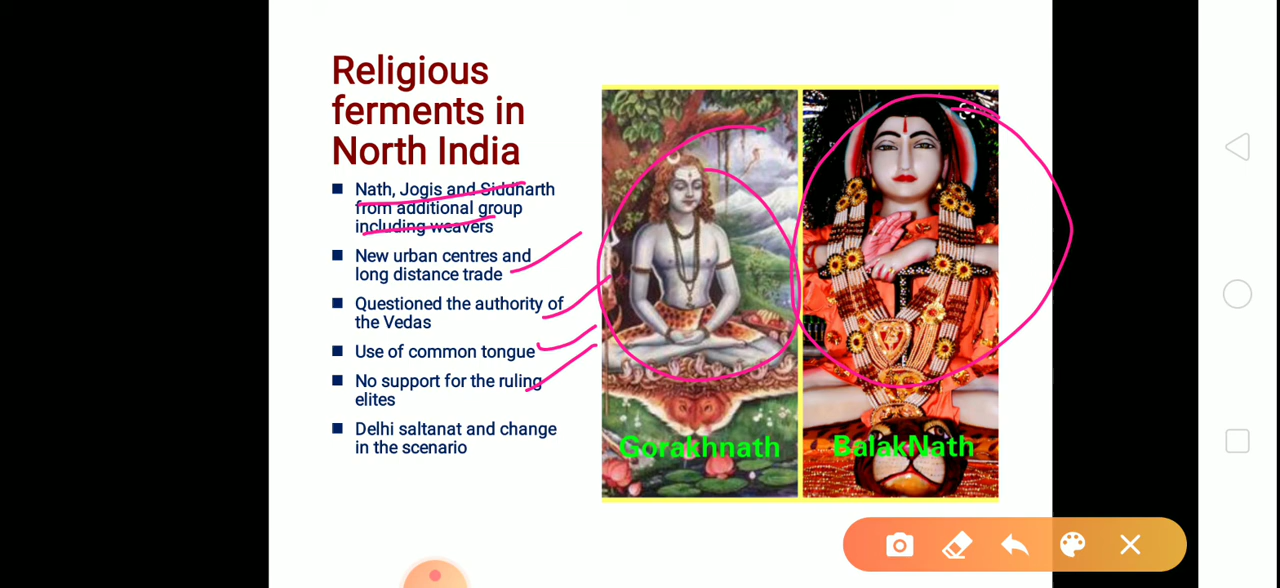 Religious
ferments in
North India
Nath, Jogis and Siddharth
from additional group
including weavers
New urban centres and
long distance trade
Questioned the authority of
the Vedas
Use of common tongue
No support for the ruling
elites
Delhi saltanat and change
in the scenario
Gorakhnath
BalakNath